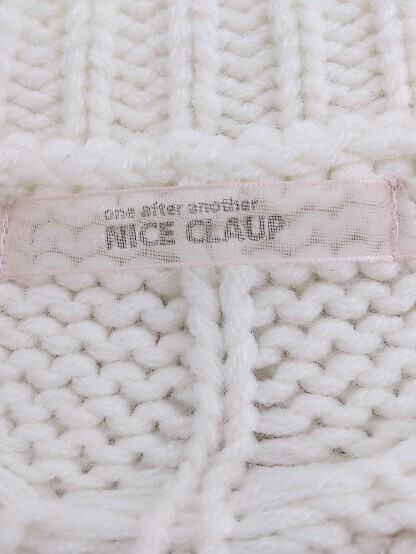 one after another
NICE CLAUP